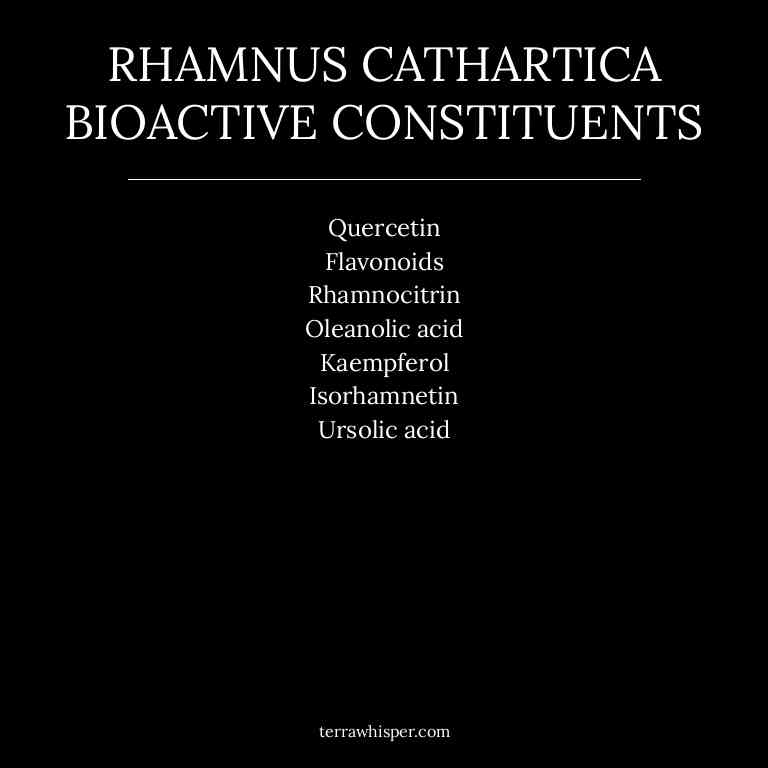 RHAMNUS CATHARTICA
BIOACTIVE CONSTITUENTS
Quercetin
Flavonoids
Rhamnocitrin
Oleanolic acid
Kaempferol
Isorhamnetin
Ursolic acid
terrawhisper.com